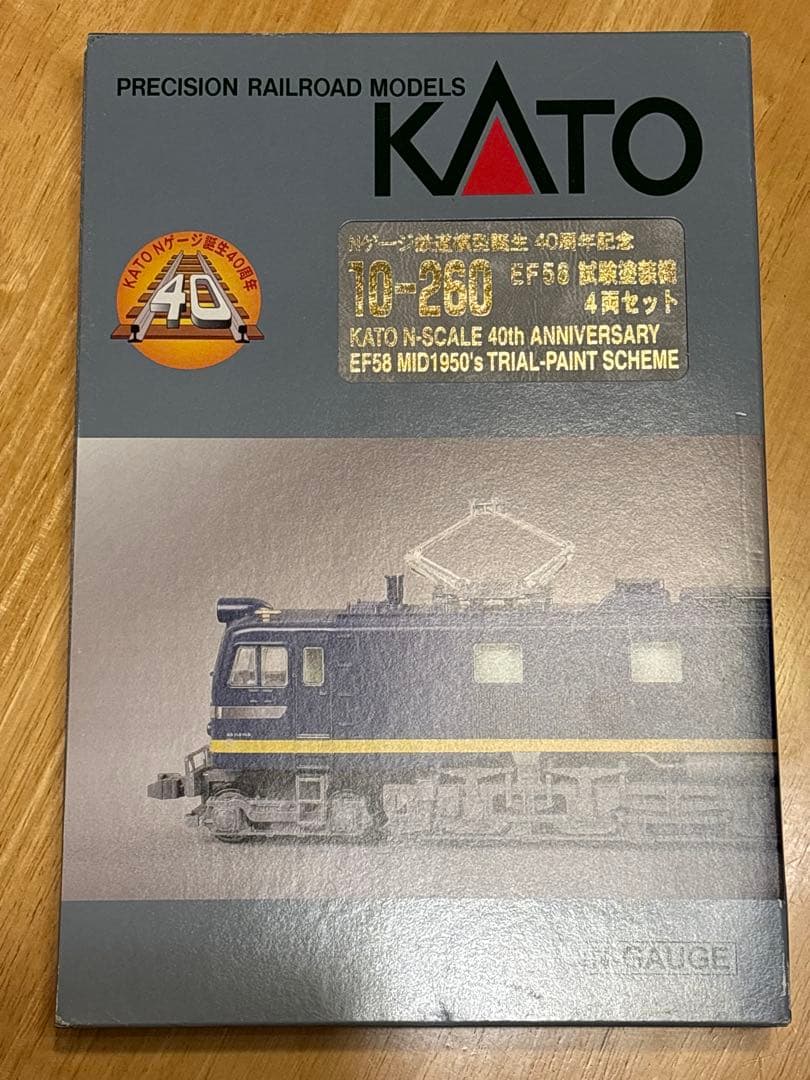 PRECISION RAILROAD MODELS
KATO
KATO Nゲージ誕生40周年
40
Nゲージ鉄道模型誕生 40周年記念
10-260 EF58 試験塗装機
4両セット
KATO N-SCALE 40th ANNIVERSARY
EF58 MID1950's TRIAL-PAINT SCHEME
N GAUGE